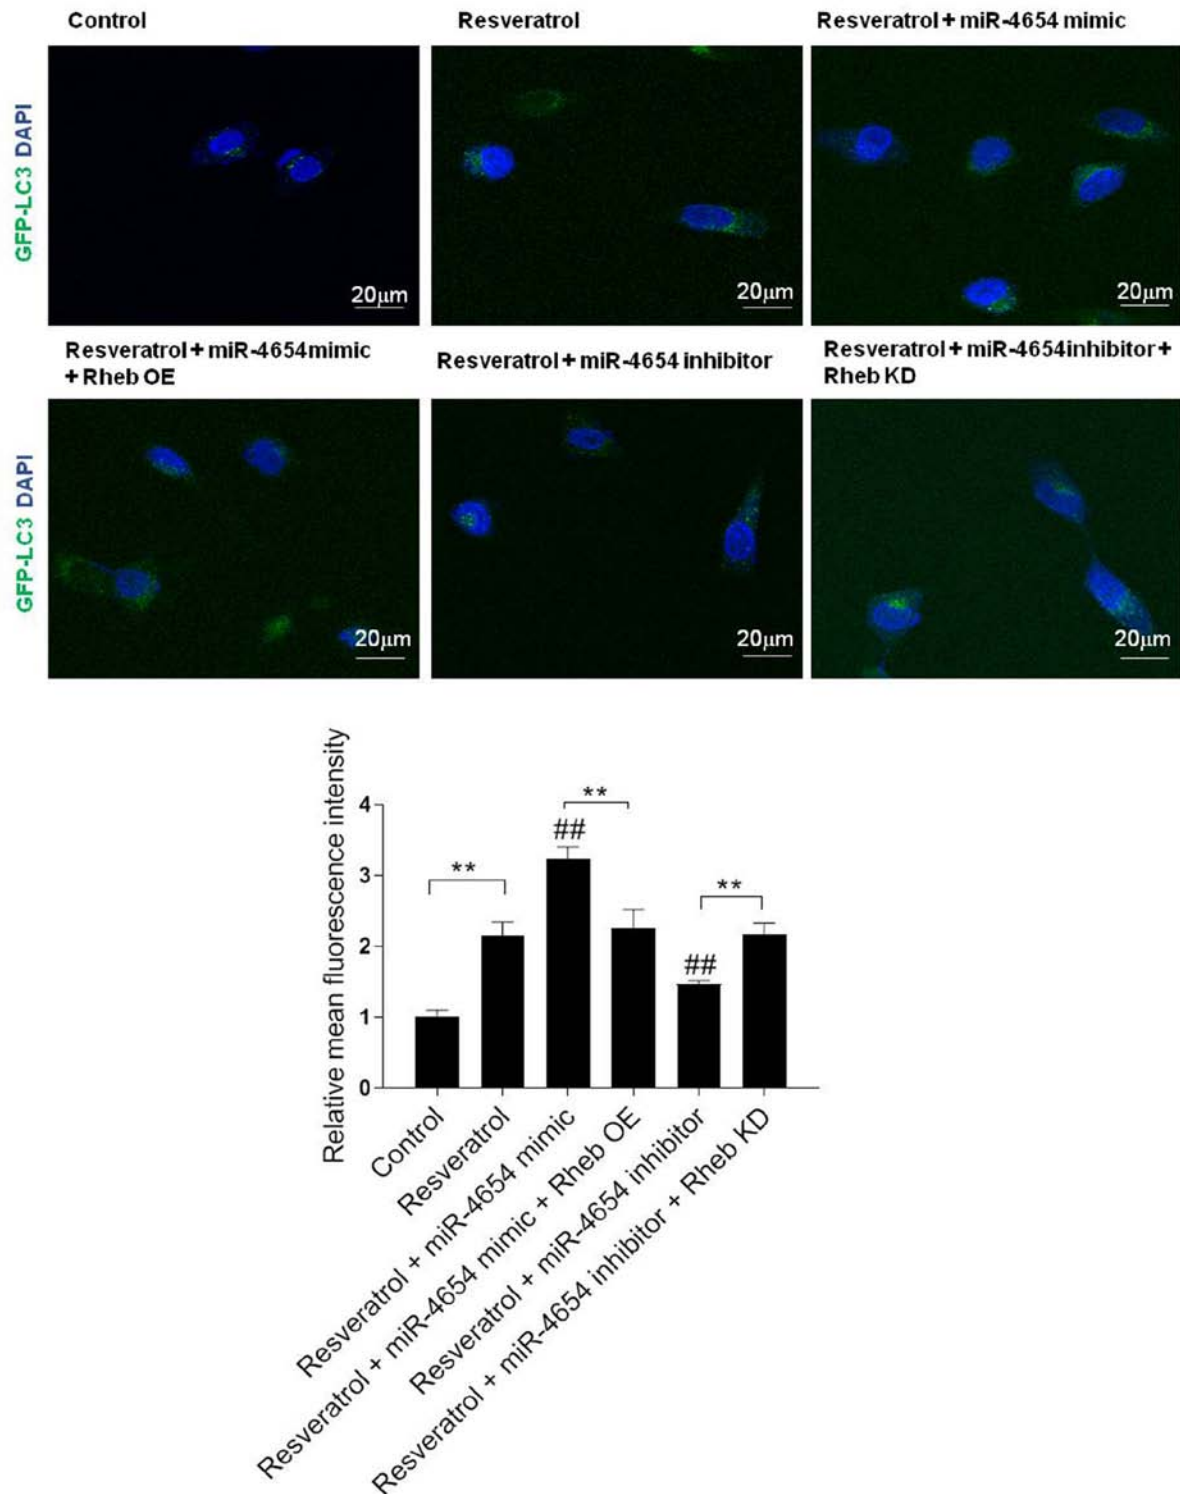 Control
Resveratrol
Resveratrol + miR-4654 mimic
GFP-LC3 DAPI
20μm
20μm
20μm
Resveratrol + miR-4654mimic
+ Rheb OE
Resveratrol + miR-4654 inhibitor
Resveratrol + miR-4654inhibitor +
Rheb KD
GFP-LC3 DAPI
20μm
20μm
20μm
Relative mean fluorescence intensity
4
3
2
1
0
**
##
**
##
**
Control
Resveratrol
Resveratrol + miR-4654 mimic
Resveratrol + miR-4654 mimic + Rheb OE
Resveratrol + miR-4654 inhibitor
Resveratrol + miR-4654 inhibitor + Rheb KD